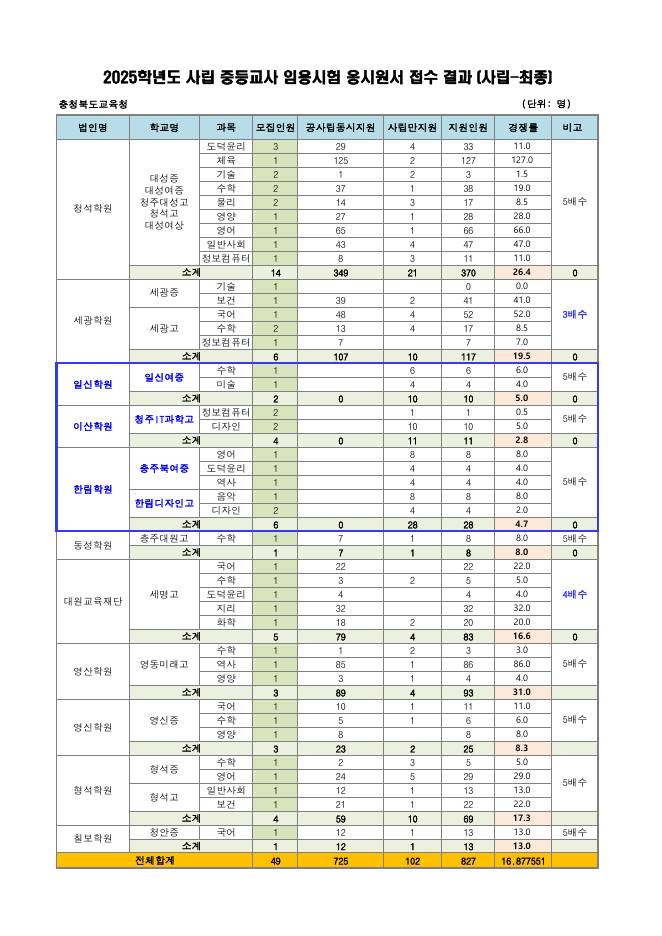 2025학년도 사립 중등교사 임용시험 응시원서 접수 결과 (사립-최종)
충청북도교육청 (단위: 명)
법인명 학교명 과목 모집인원 공사립동시지원 사립만지원 지원인원 경쟁률 비고
청석학원 대성중 대성여중 청주대성고 청석고 대성여상 도덕윤리 3 29 4 33 11.0 5배수
체육 1 125 2 127 127.0
기술 2 1 2 3 1.5
수학 2 37 1 38 19.0
물리 2 14 3 17 8.5
영양 1 27 1 28 28.0
영어 1 65 1 66 66.0
일반사회 1 43 4 47 47.0
정보컴퓨터 1 8 3 11 11.0
소계 14 349 21 370 26.4 0
세광학원 세광중 기술 1 0 0.0 3배수
보건 1 39 2 41 41.0
세광고 국어 1 48 4 52 52.0
수학 2 13 4 17 8.5
정보컴퓨터 1 7 7 7.0
소계 6 107 10 117 19.5 0
일신학원 일신여중 수학 1 6 6 6.0 5배수
미술 1 4 4 4.0
소계 2 0 10 10 5.0 0
이산학원 청주IT과학고 정보컴퓨터 2 1 1 0.5 5배수
디자인 2 10 10 5.0
소계 4 0 11 11 2.8 0
한림학원 충주북여중 영어 1 8 8 8.0 5배수
도덕윤리 1 4 4 4.0
역사 1 4 4 4.0
한림디자인고 음악 1 8 8 8.0
디자인 2 4 4 2.0
소계 6 0 28 28 4.7 0
동성학원 충주대원고 수학 1 7 1 8 8.0 5배수
소계 1 7 1 8 8.0 0
대원교육재단 세명고 국어 1 22 22 22.0 4배수
수학 1 3 2 5 5.0
도덕윤리 1 4 4 4.0
지리 1 32 32 32.0
화학 1 18 2 20 20.0
소계 5 79 4 83 16.6 0
영산학원 영동미래고 수학 1 1 2 3 3.0 5배수
역사 1 85 1 86 86.0
영양 1 3 1 4 4.0
소계 3 89 4 93 31.0
영신학원 영신중 국어 1 10 1 11 11.0 5배수
수학 1 5 1 6 6.0
영양 1 8 8 8.0
소계 3 23 2 25 8.3
형석학원 형석중 수학 1 2 3 5 5.0 5배수
영어 1 24 5 29 29.0
형석고 일반사회 1 12 1 13 13.0
보건 1 21 1 22 22.0
소계 4 59 10 69 17.3
칠보학원 청안중 국어 1 12 1 13 13.0 5배수
소계 1 12 1 13 13.0
전체합계 49 725 102 827 16.877551